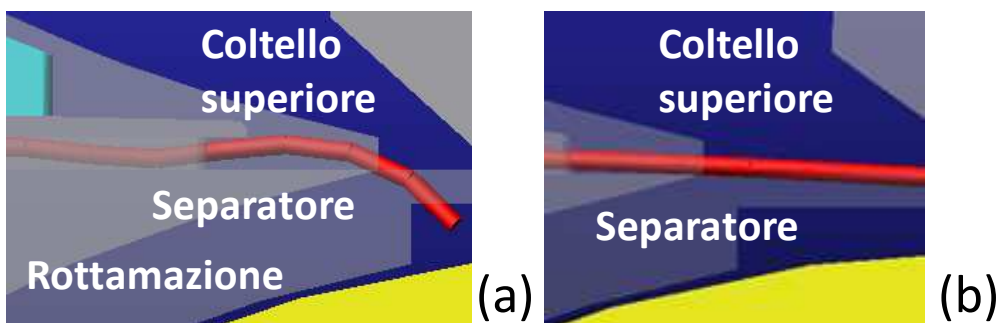 Coltello
superiore
Separatore
Rottamazione
(a)
Coltello
superiore
Separatore
(b)